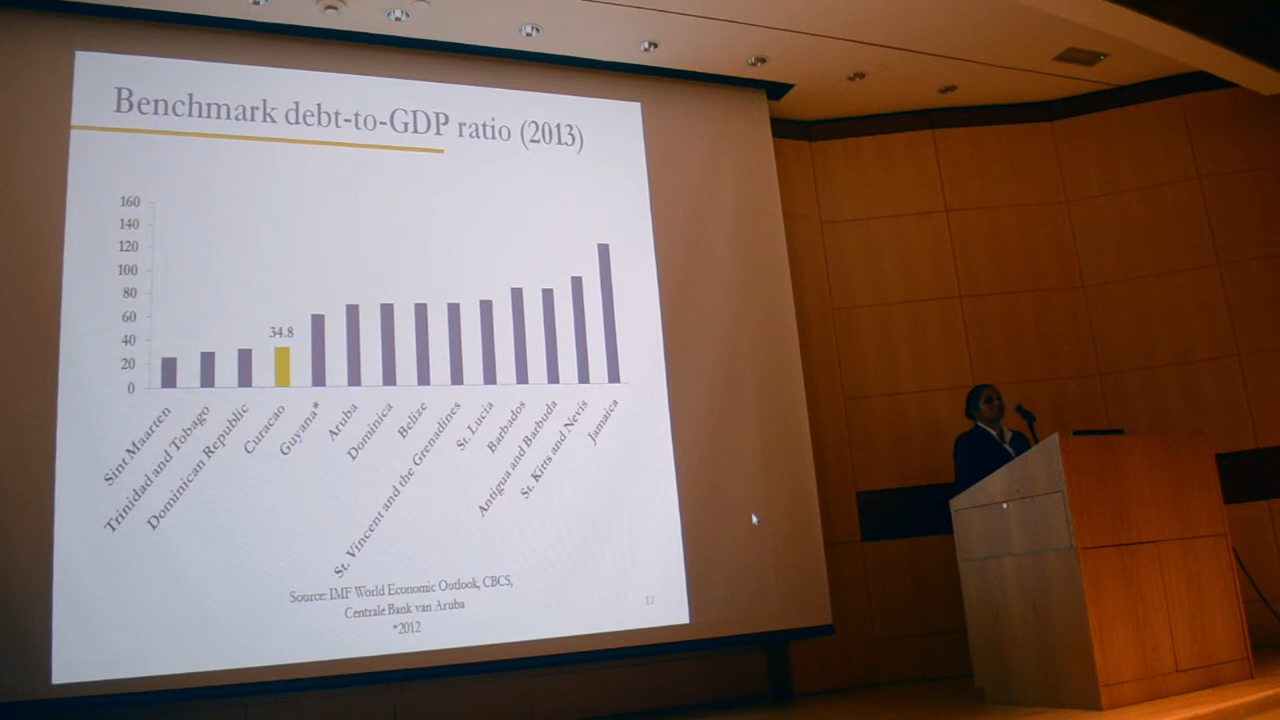 Benchmark debt-to-GDP ratio (2013)
160
140
120
100
80
60
40
20
0
34.8
Sint Maarten
Trinidad and Tobago
Dominican Republic
Curacao
Guyana*
Aruba
Dominica
Belize
St. Vincent and the Grenadines
St. Lucia
Barbados
Antigua and Barbuda
St. Kitts and Nevis
Jamaica
Source: IMF World Economic Outlook, CBCS,
Centrale Bank van Aruba
*2012
17